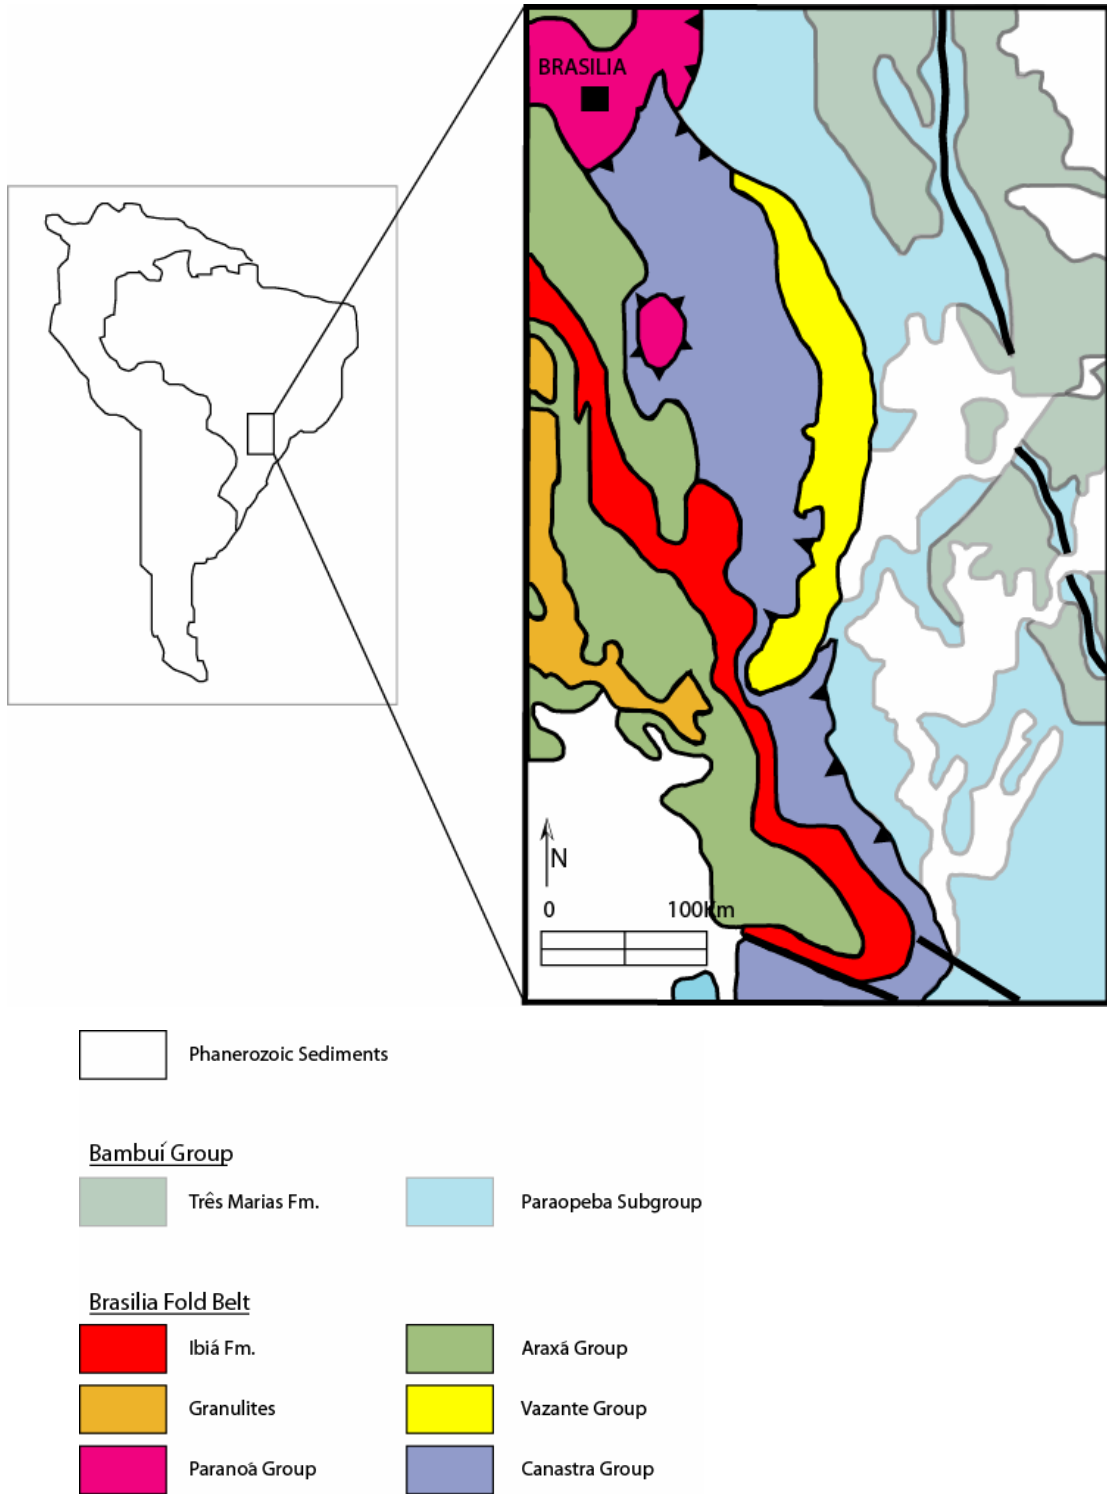 BRASILIA
N
0 100Km
Phanerozoic Sediments
Bambuí Group
Três Marias Fm. Paraopeba Subgroup
Brasilia Fold Belt
Ibiá Fm. Araxá Group
Granulites Vazante Group
Paranoá Group Canastra Group